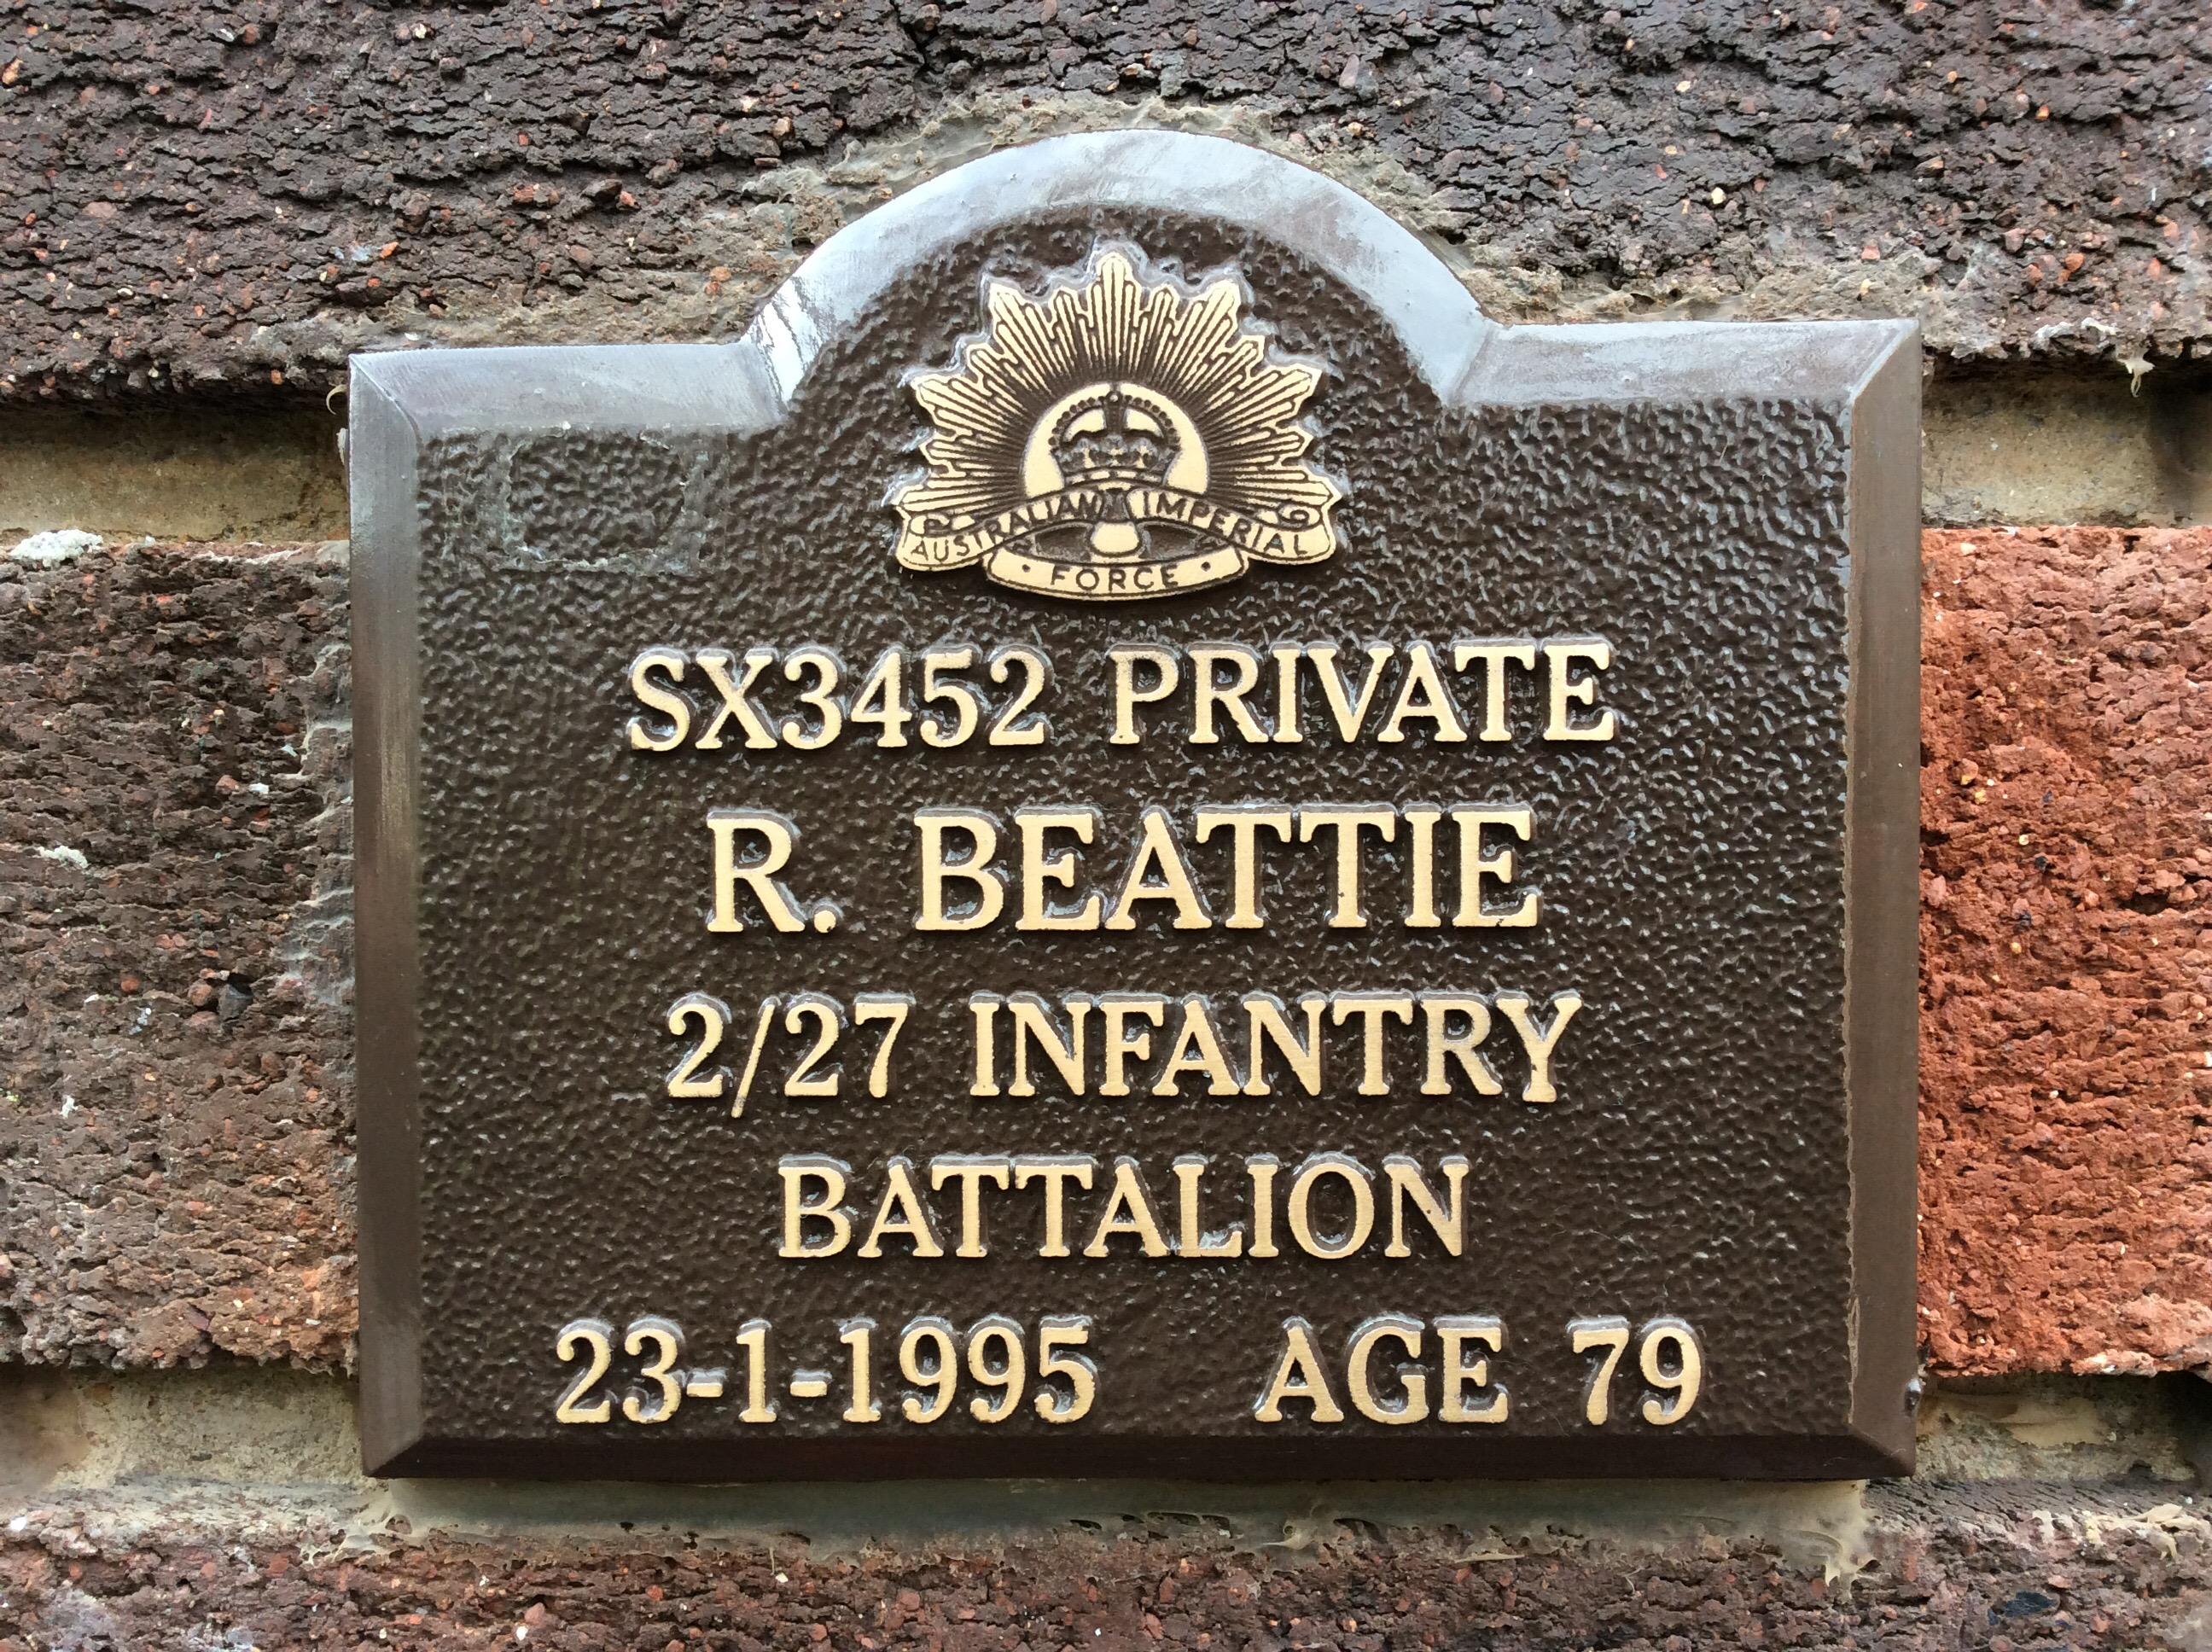 AUSTRALIAN IMPERIAL
· FORCE ·
SX3452 PRIVATE
R. BEATTIE
2/27 INFANTRY
BATTALION
23-1-1995 AGE 79